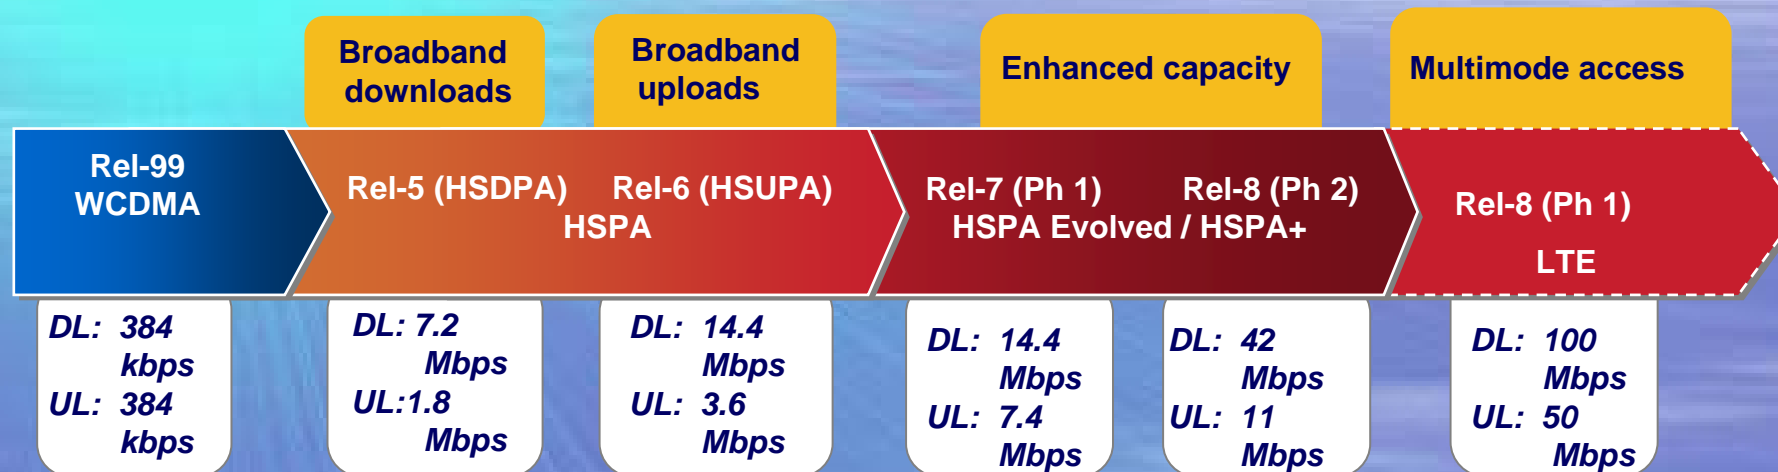 Broadband
downloads
Broadband
uploads
Enhanced capacity
Multimode access
Rel-99
WCDMA
Rel-5 (HSDPA)
Rel-6 (HSUPA)
HSPA
Rel-7 (Ph 1)
Rel-8 (Ph 2)
HSPA Evolved / HSPA+
Rel-8 (Ph 1)
LTE
DL: 384
kbps
UL: 384
kbps
DL: 7.2
Mbps
UL:1.8
Mbps
DL: 14.4
Mbps
UL: 3.6
Mbps
DL: 14.4
Mbps
UL: 7.4
Mbps
DL: 42
Mbps
UL: 11
Mbps
DL: 100
Mbps
UL: 50
Mbps